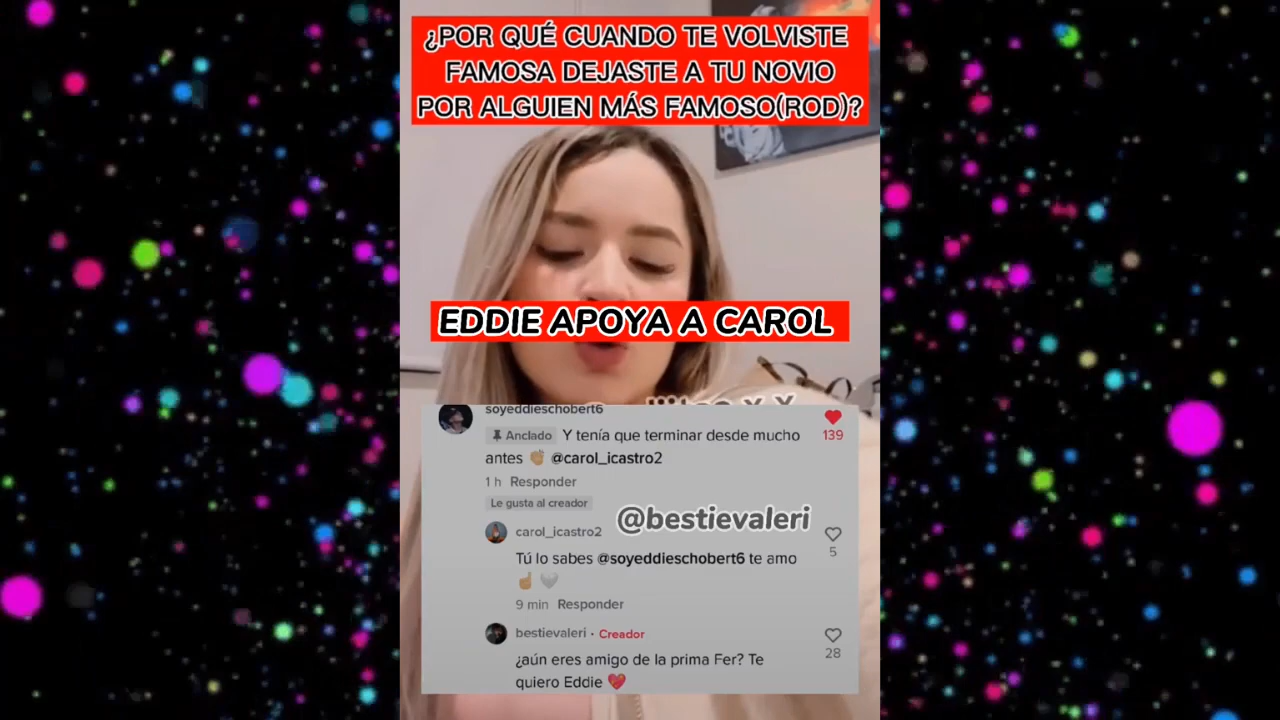 ¿POR QUÉ CUANDO TE VOLVISTE
FAMOSA DEJASTE A TU NOVIO
POR ALGUIEN MÁS FAMOSO(ROD)?
EDDIE APOYA A CAROL
soyeddieschobert6
Anclado Y tenía que terminar desde mucho
antes 👏🏼 @carol_icastro2
139
1 h Responder
Le gusta al creador
@bestievaleri
carol_icastro2
Tú lo sabes @soyeddieschobert6 te amo
☝🏼 🤍
5
9 min Responder
bestievaleri · Creador
¿aún eres amigo de la prima Fer? Te
quiero Eddie 💖
28